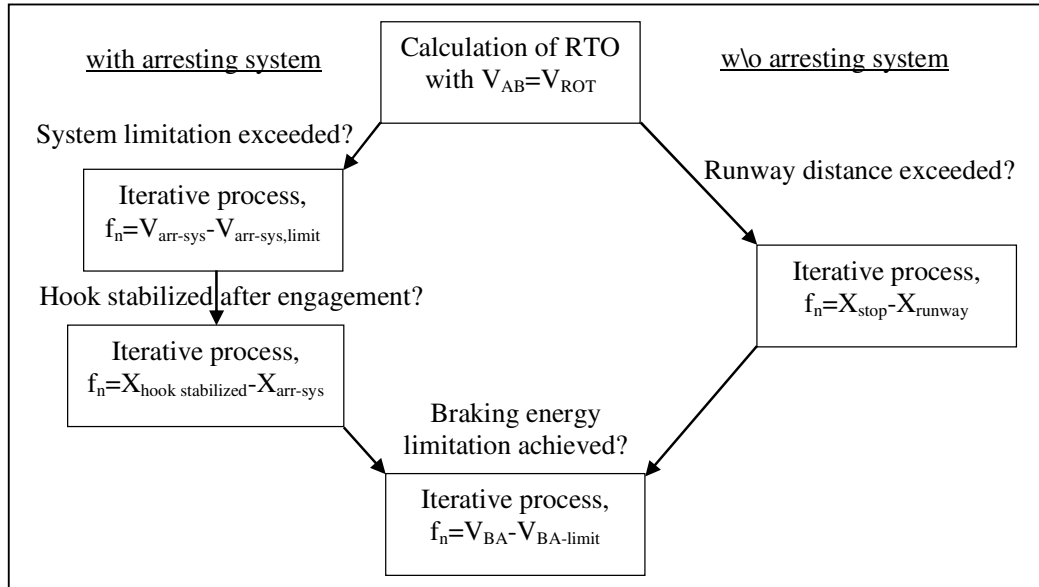 with arresting system
Calculation of RTO
with V_AB=V_ROT
w\o arresting system
System limitation exceeded?
Runway distance exceeded?
Iterative process,
f_n=V_arr-sys-V_arr-sys,limit
Hook stabilized after engagement?
Iterative process,
f_n=X_stop-X_runway
Iterative process,
f_n=X_hook stabilized-X_arr-sys
Braking energy
limitation achieved?
Iterative process,
f_n=V_BA-V_BA-limit